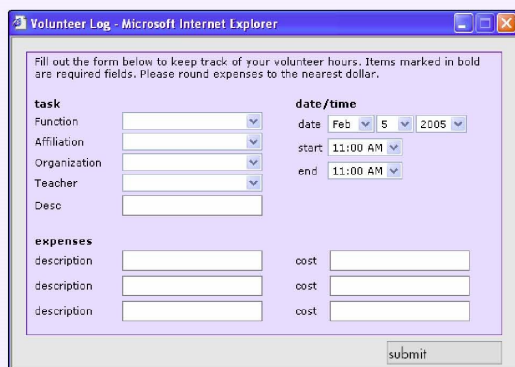 Volunteer Log - Microsoft Internet Explorer
Fill out the form below to keep track of your volunteer hours. Items marked in bold
are required fields. Please round expenses to the nearest dollar.
task date/time
Function date Feb 5 2005
Affiliation start 11:00 AM
Organization end 11:00 AM
Teacher
Desc
expenses
description cost
description cost
description cost
submit